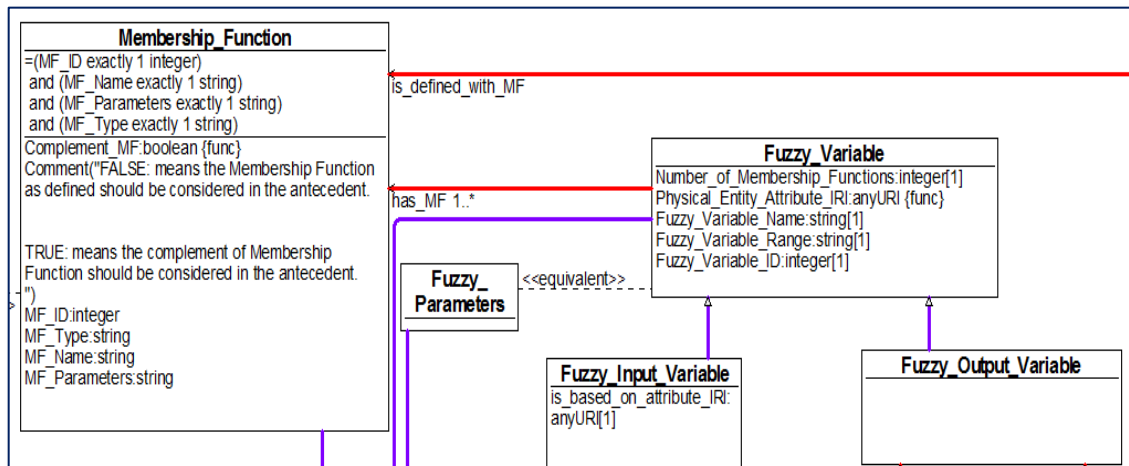 Membership_Function
=(MF_ID exactly 1 integer)
and (MF_Name exactly 1 string)
and (MF_Parameters exactly 1 string)
and (MF_Type exactly 1 string)
Complement_MF:boolean {func}
Comment("FALSE: means the Membership Function
as defined should be considered in the antecedent.
TRUE: means the complement of Membership
Function should be considered in the antecedent.
")
MF_ID:integer
MF_Type:string
MF_Name:string
MF_Parameters:string
is_defined_with_MF
has_MF 1..*
Fuzzy_Variable
Number_of_Membership_Functions:integer[1]
Physical_Entity_Attribute_IRI:anyURI {func}
Fuzzy_Variable_Name:string[1]
Fuzzy_Variable_Range:string[1]
Fuzzy_Variable_ID:integer[1]
Fuzzy_
Parameters
<<equivalent>>
Fuzzy_Input_Variable
is_based_on_attribute_IRI:
anyURI[1]
Fuzzy_Output_Variable